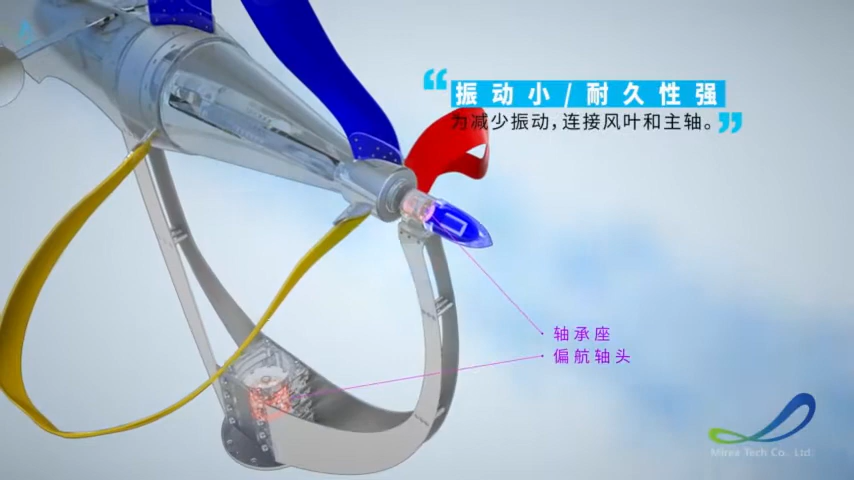 “振动小/耐久性强
为减少振动，连接风叶和主轴。”
轴承座
偏航轴头
Mirea Tech Co., Ltd.